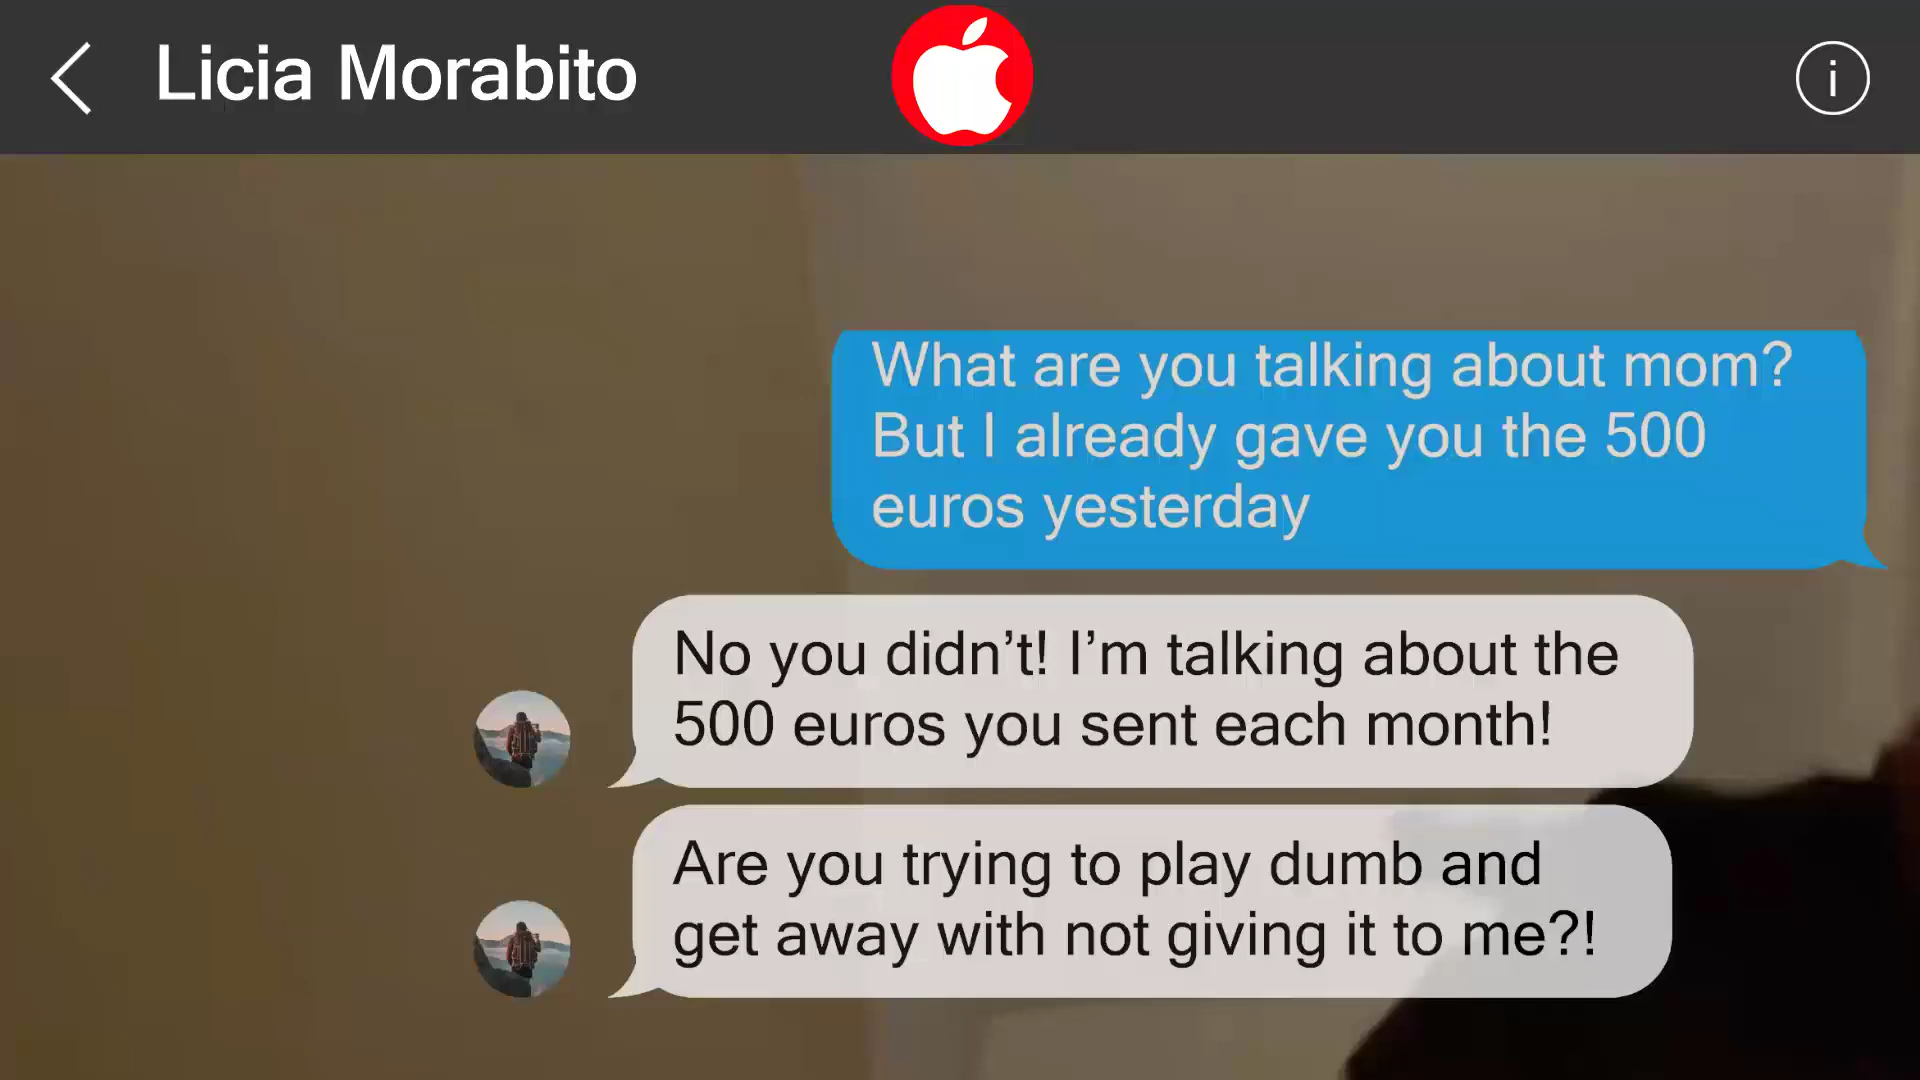 Licia Morabito
i
What are you talking about mom?
But I already gave you the 500
euros yesterday
No you didn’t! I’m talking about the
500 euros you sent each month!
Are you trying to play dumb and
get away with not giving it to me?!